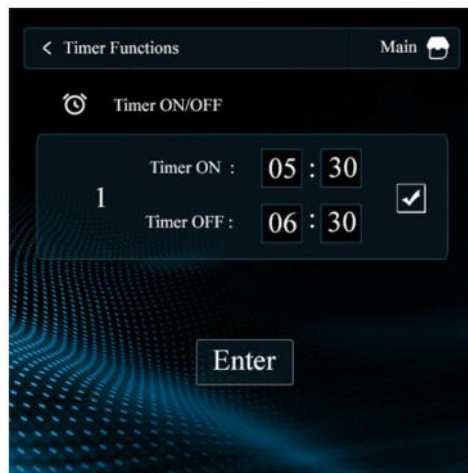 < Timer Functions Main
Timer ON/OFF
1
Timer ON : 05 : 30
Timer OFF : 06 : 30
Enter